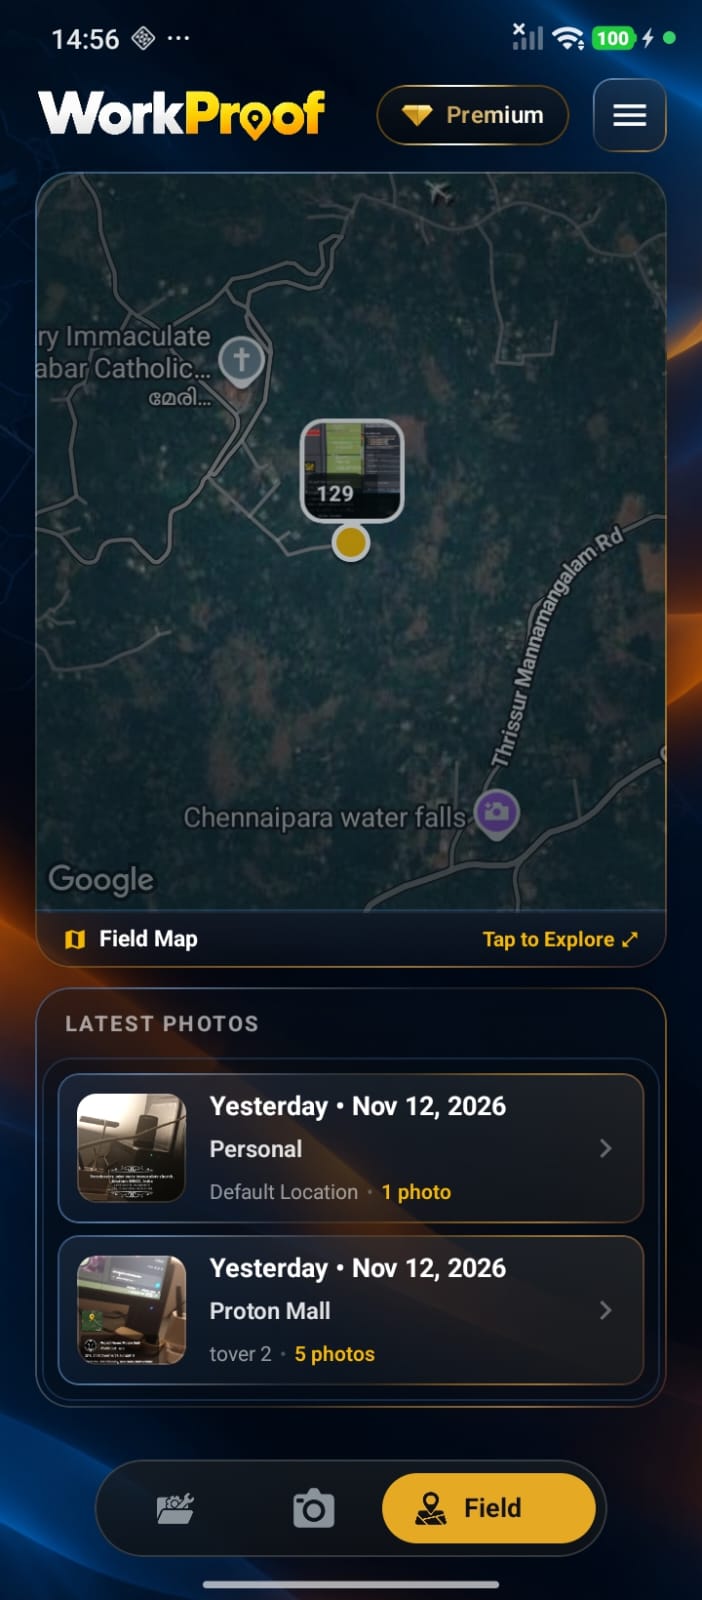 14:56
100
WorkProof
Premium
ry Immaculate
abar Catholic...
മേരി...
129
Thrissur Mannamangalam Rd
Chennaipara water falls
Google
Field Map
Tap to Explore
LATEST PHOTOS
Yesterday • Nov 12, 2026
Personal
Default Location • 1 photo
Yesterday • Nov 12, 2026
Proton Mall
tover 2 • 5 photos
Field